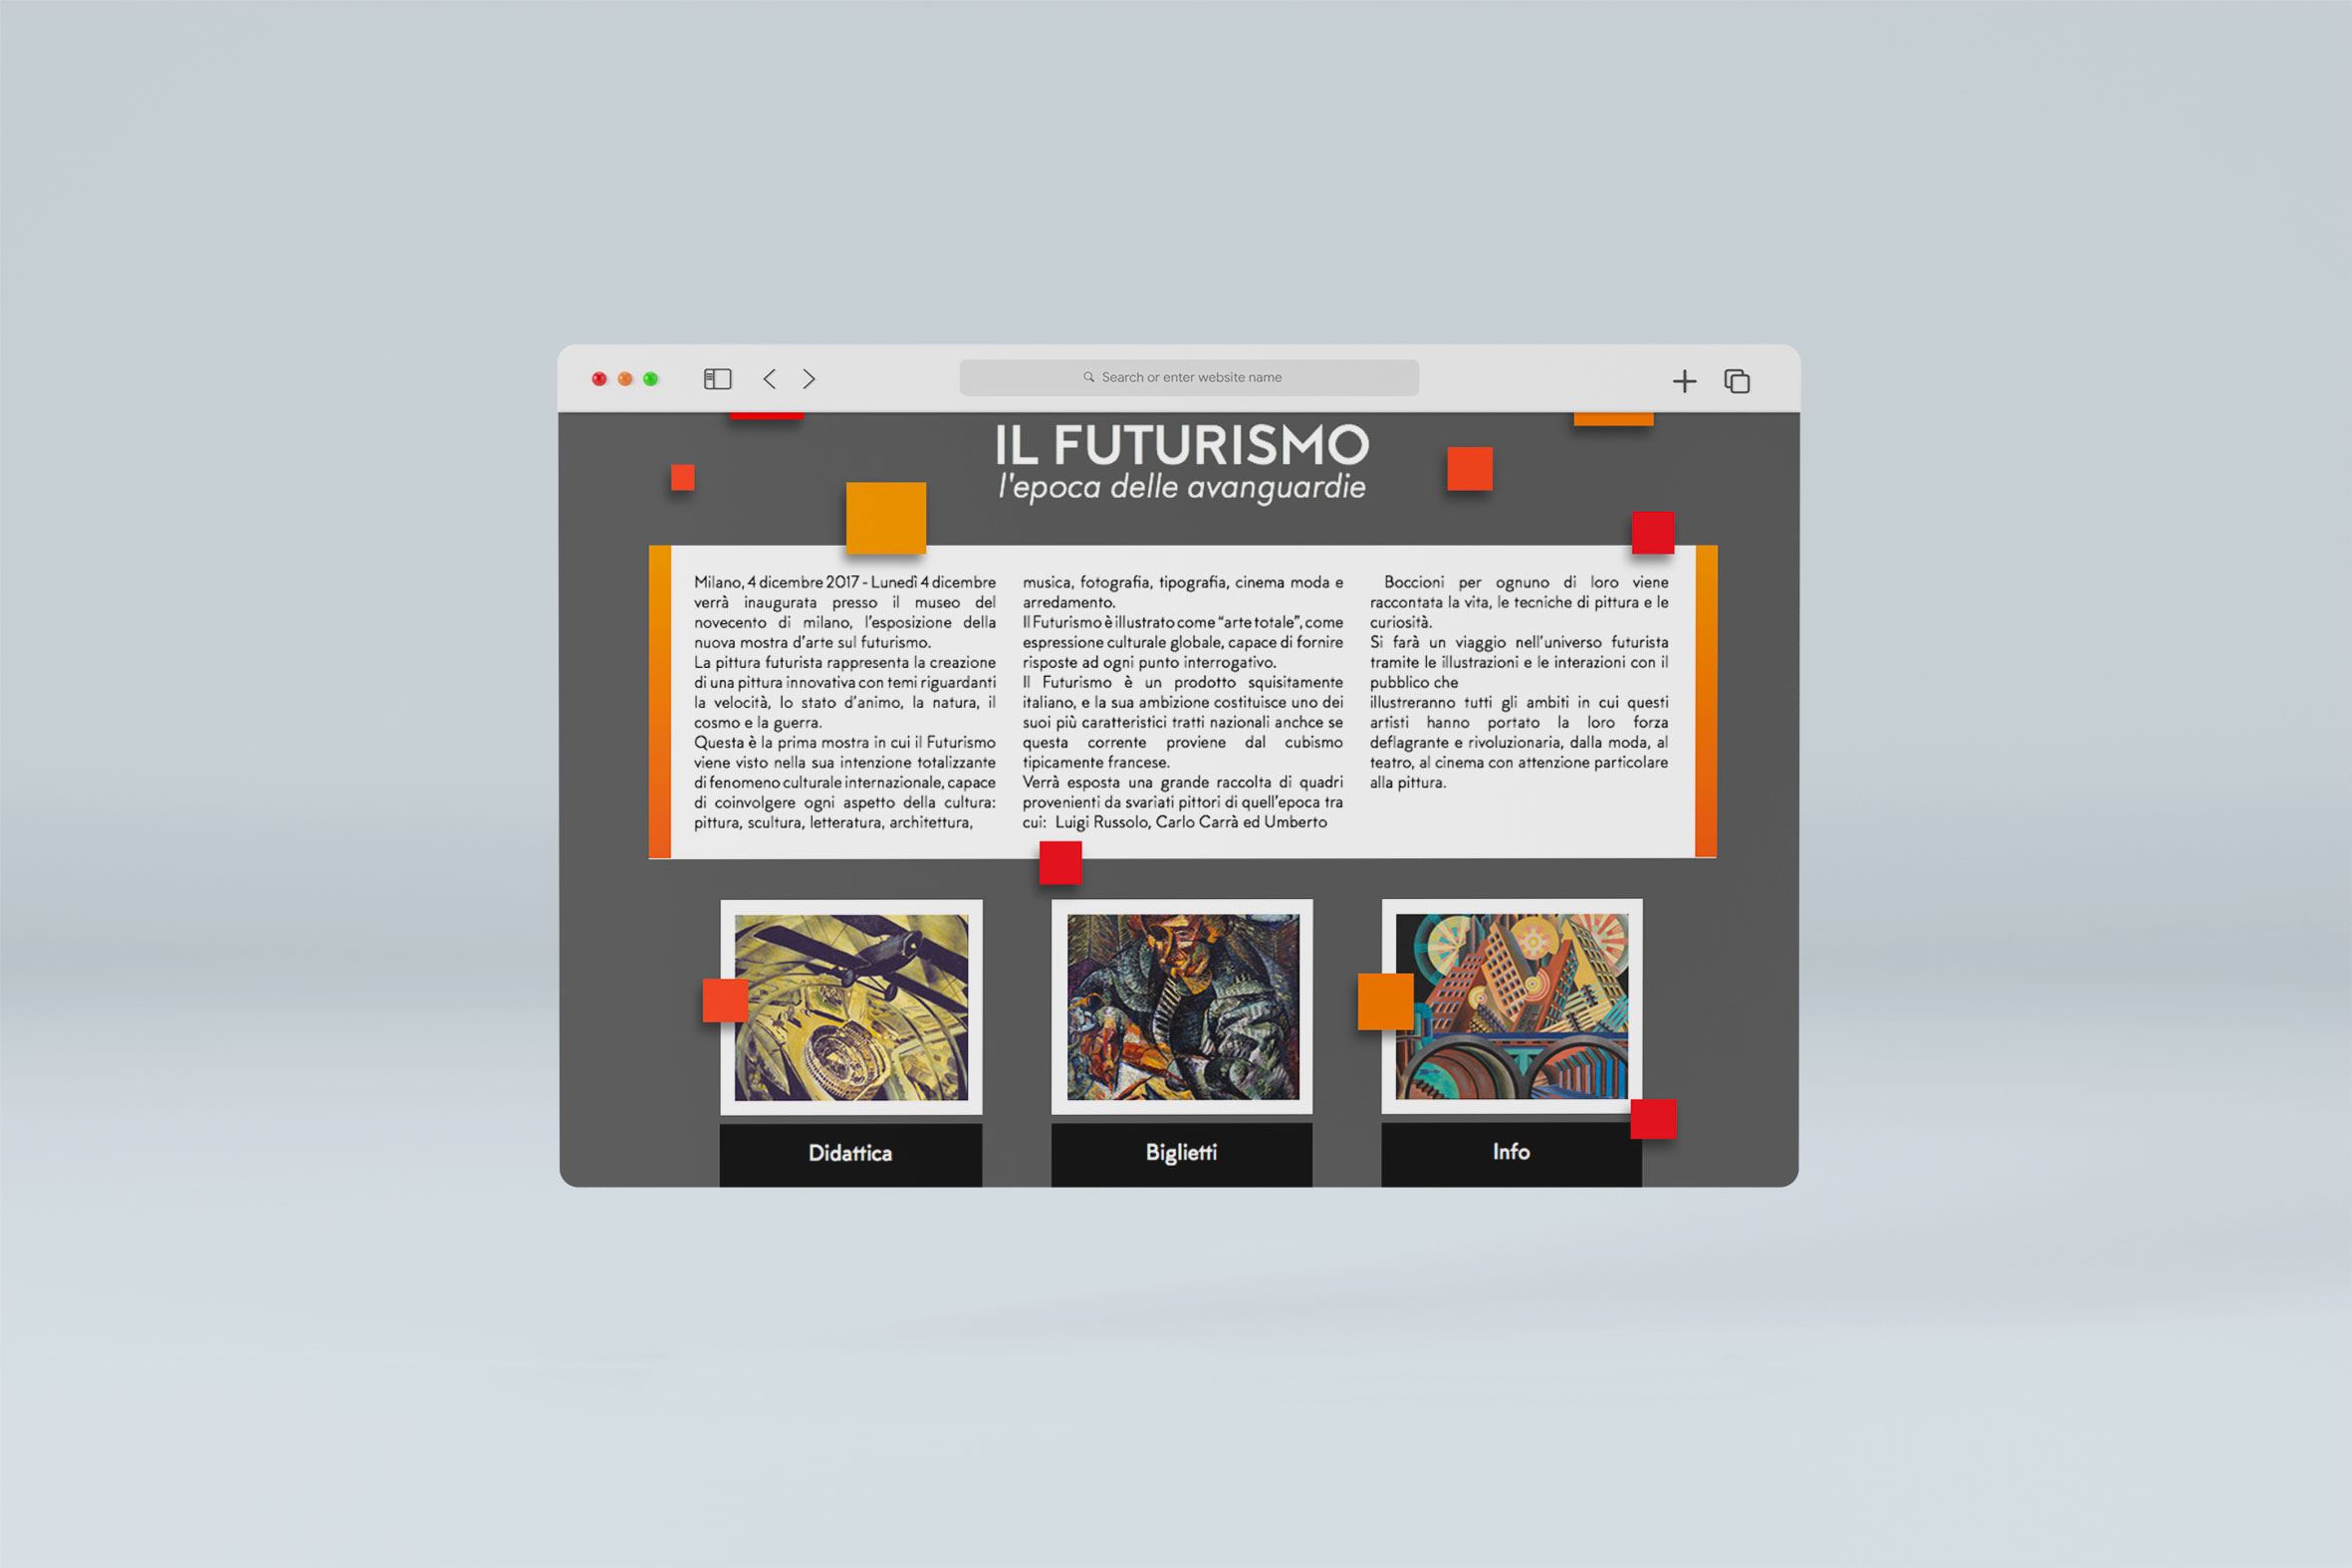 Search or enter website name
IL FUTURISMO
l'epoca delle avanguardie
Milano, 4 dicembre 2017 - Lunedì 4 dicembre
verrà inaugurata presso il museo del
novecento di milano, l'esposizione della
nuova mostra d'arte sul futurismo.
La pittura futurista rappresenta la creazione
di una pittura innovativa con temi riguardanti
la velocità, lo stato d'animo, la natura, il
cosmo e la guerra.
Questa è la prima mostra in cui il Futurismo
viene visto nella sua intenzione totalizzante
di fenomeno culturale internazionale, capace
di coinvolgere ogni aspetto della cultura:
pittura, scultura, letteratura, architettura,
musica, fotografia, tipografia, cinema moda e
arredamento.
Il Futurismo è illustrato come “arte totale”, come
espressione culturale globale, capace di fornire
risposte ad ogni punto interrogativo.
Il Futurismo è un prodotto squisitamente
italiano, e la sua ambizione costituisce uno dei
suoi più caratteristici tratti nazionali anchce se
questa corrente proviene dal cubismo
tipicamente francese.
Verrà esposta una grande raccolta di quadri
provenienti da svariati pittori di quell'epoca tra
cui: Luigi Russolo, Carlo Carrà ed Umberto
Boccioni per ognuno di loro viene
raccontata la vita, le tecniche di pittura e le
curiosità.
Si farà un viaggio nell'universo futurista
tramite le illustrazioni e le interazioni con il
pubblico che
illustreranno tutti gli ambiti in cui questi
artisti hanno portato la loro forza
deflagrante e rivoluzionaria, dalla moda, al
teatro, al cinema con attenzione particolare
alla pittura.
Didattica
Biglietti
Info